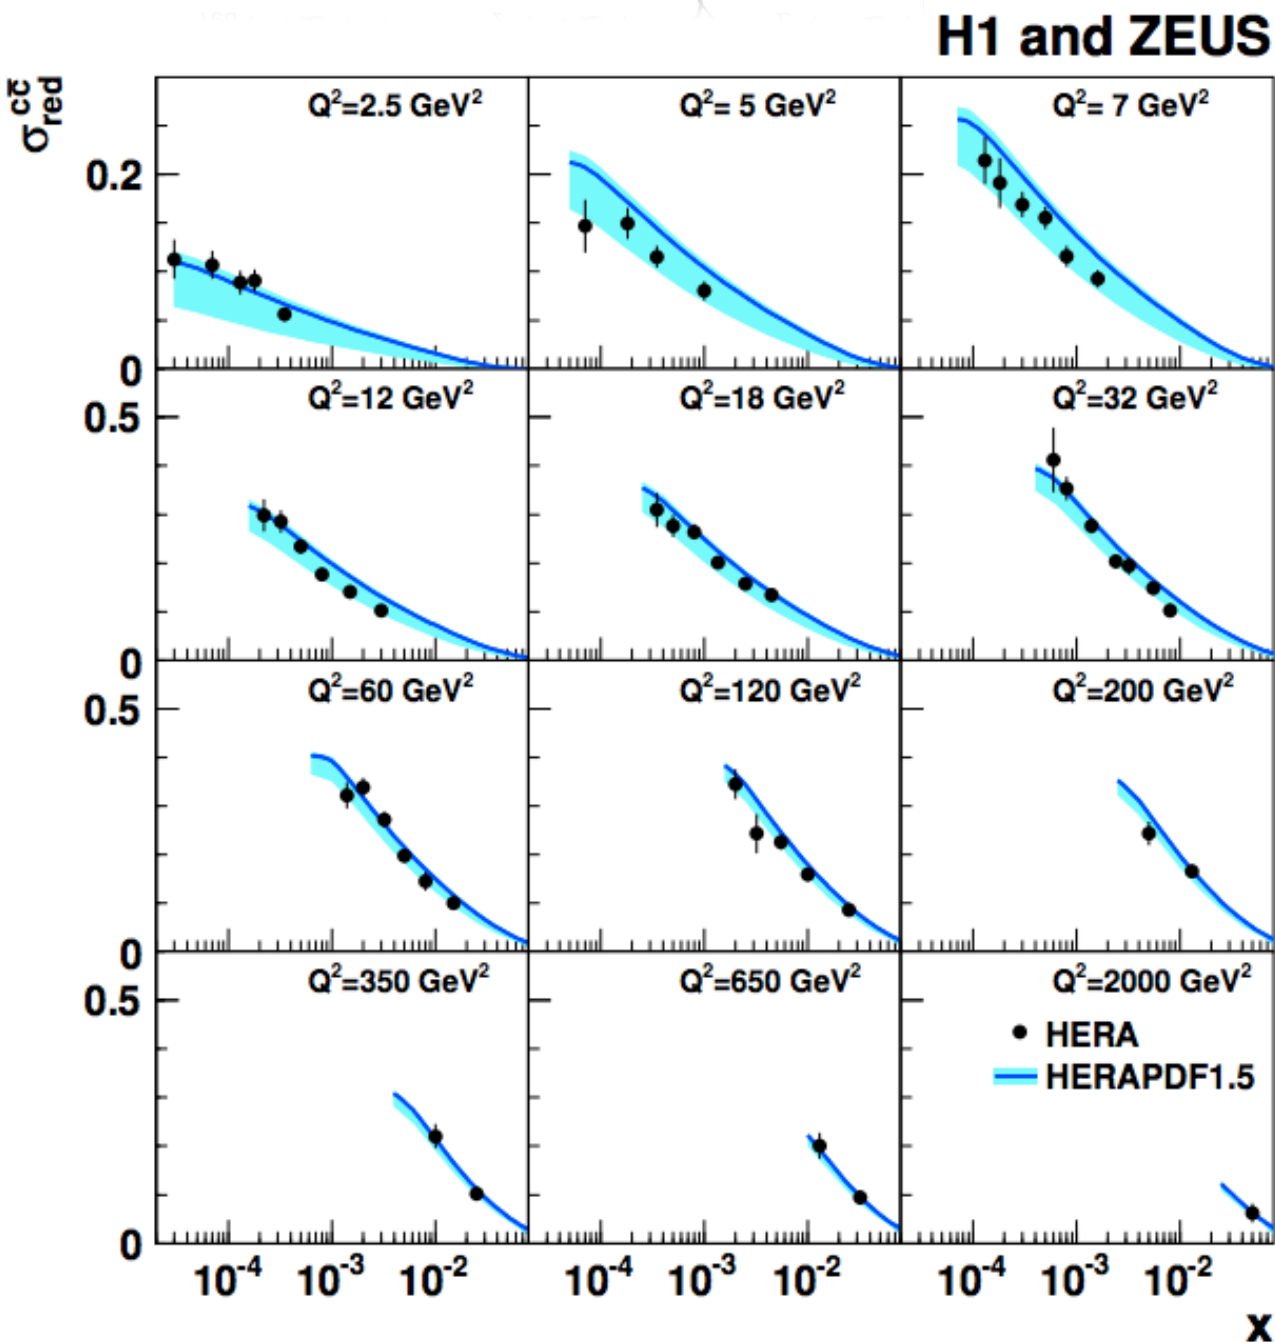 H1 and ZEUS
σ_red^cc̅
Q²=2.5 GeV²
Q²= 5 GeV²
Q²= 7 GeV²
0.2
0
Q²=12 GeV²
Q²=18 GeV²
Q²=32 GeV²
0.5
0
Q²=60 GeV²
Q²=120 GeV²
Q²=200 GeV²
0.5
0
Q²=350 GeV²
Q²=650 GeV²
Q²=2000 GeV²
0.5
HERA
HERAPDF1.5
0
10⁻⁴ 10⁻³ 10⁻² 10⁻⁴ 10⁻³ 10⁻² 10⁻⁴ 10⁻³ 10⁻²
x